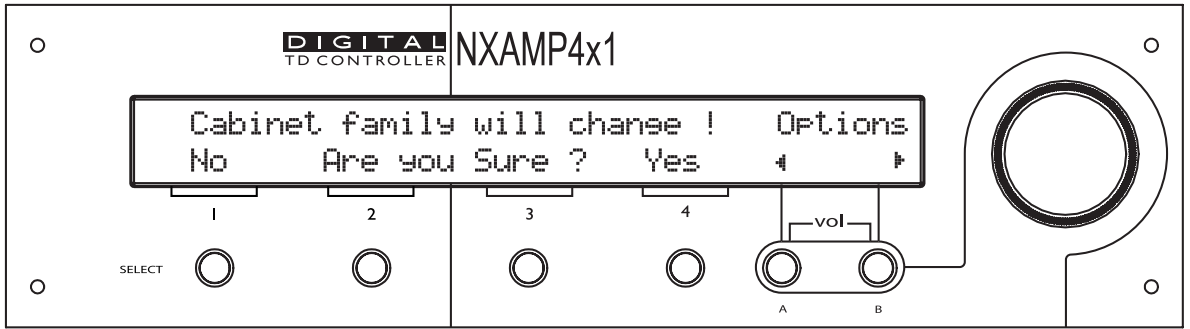 DIGITAL NXAMP4x1
TD CONTROLLER
Cabinet family will change ! Options
No Are you Sure ? Yes
1 2 3 4 vol
SELECT
A B